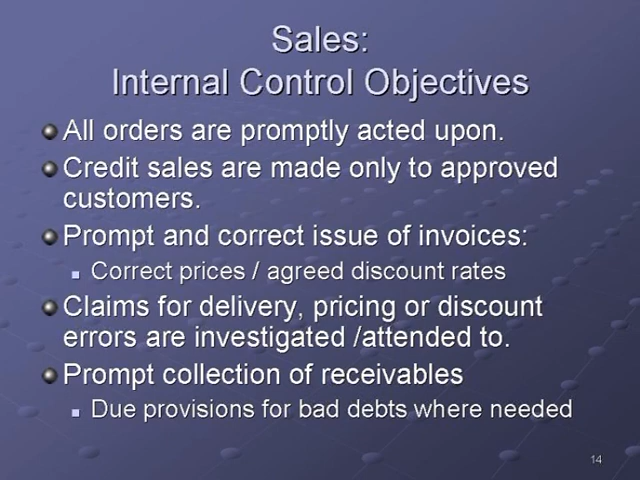 Sales:
Internal Control Objectives
All orders are promptly acted upon.
Credit sales are made only to approved
customers.
Prompt and correct issue of invoices:
Correct prices / agreed discount rates
Claims for delivery, pricing or discount
errors are investigated /attended to.
Prompt collection of receivables
Due provisions for bad debts where needed
14